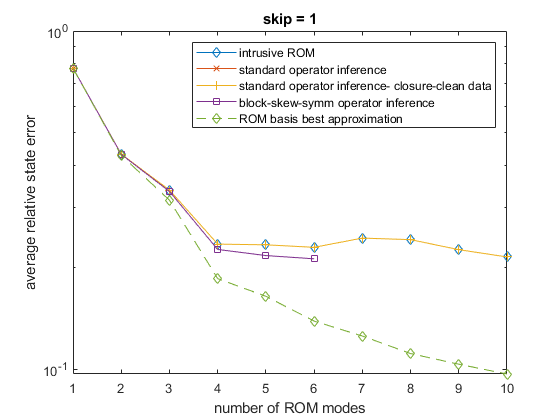 skip = 1
10^0
intrusive ROM
standard operator inference
standard operator inference- closure-clean data
block-skew-symm operator inference
ROM basis best approximation
average relative state error
10^-1
1 2 3 4 5 6 7 8 9 10
number of ROM modes